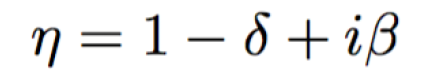 η = 1 − δ + iβ